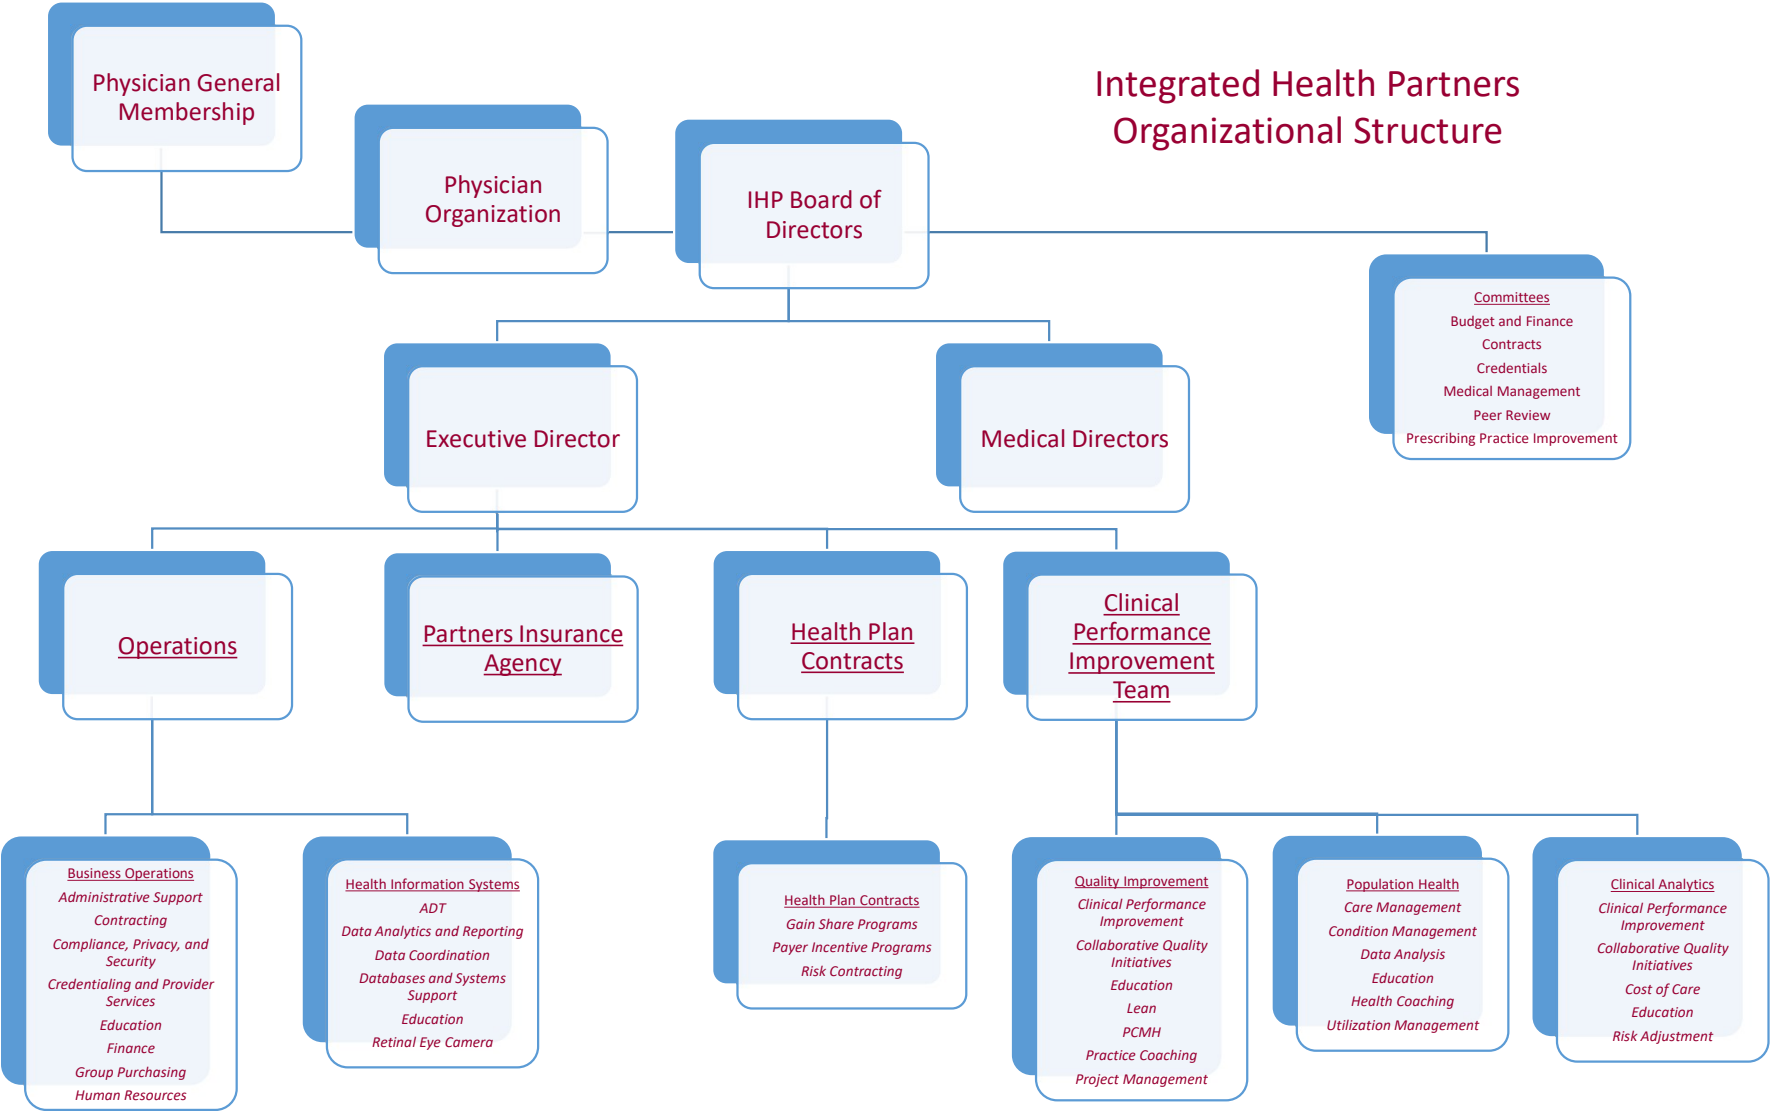 Physician General
Membership
Integrated Health Partners
Organizational Structure
Physician
Organization
IHP Board of
Directors
Committees
Budget and Finance
Contracts
Credentials
Medical Management
Peer Review
Prescribing Practice Improvement
Executive Director
Medical Directors
Operations
Partners Insurance
Agency
Health Plan
Contracts
Clinical
Performance
Improvement
Team
Business Operations
Administrative Support
Contracting
Compliance, Privacy, and
Security
Credentialing and Provider
Services
Education
Finance
Group Purchasing
Human Resources
Health Information Systems
ADT
Data Analytics and Reporting
Data Coordination
Databases and Systems
Support
Education
Retinal Eye Camera
Health Plan Contracts
Gain Share Programs
Payer Incentive Programs
Risk Contracting
Quality Improvement
Clinical Performance
Improvement
Collaborative Quality
Initiatives
Education
Lean
PCMH
Practice Coaching
Project Management
Population Health
Care Management
Condition Management
Data Analysis
Education
Health Coaching
Utilization Management
Clinical Analytics
Clinical Performance
Improvement
Collaborative Quality
Initiatives
Cost of Care
Education
Risk Adjustment